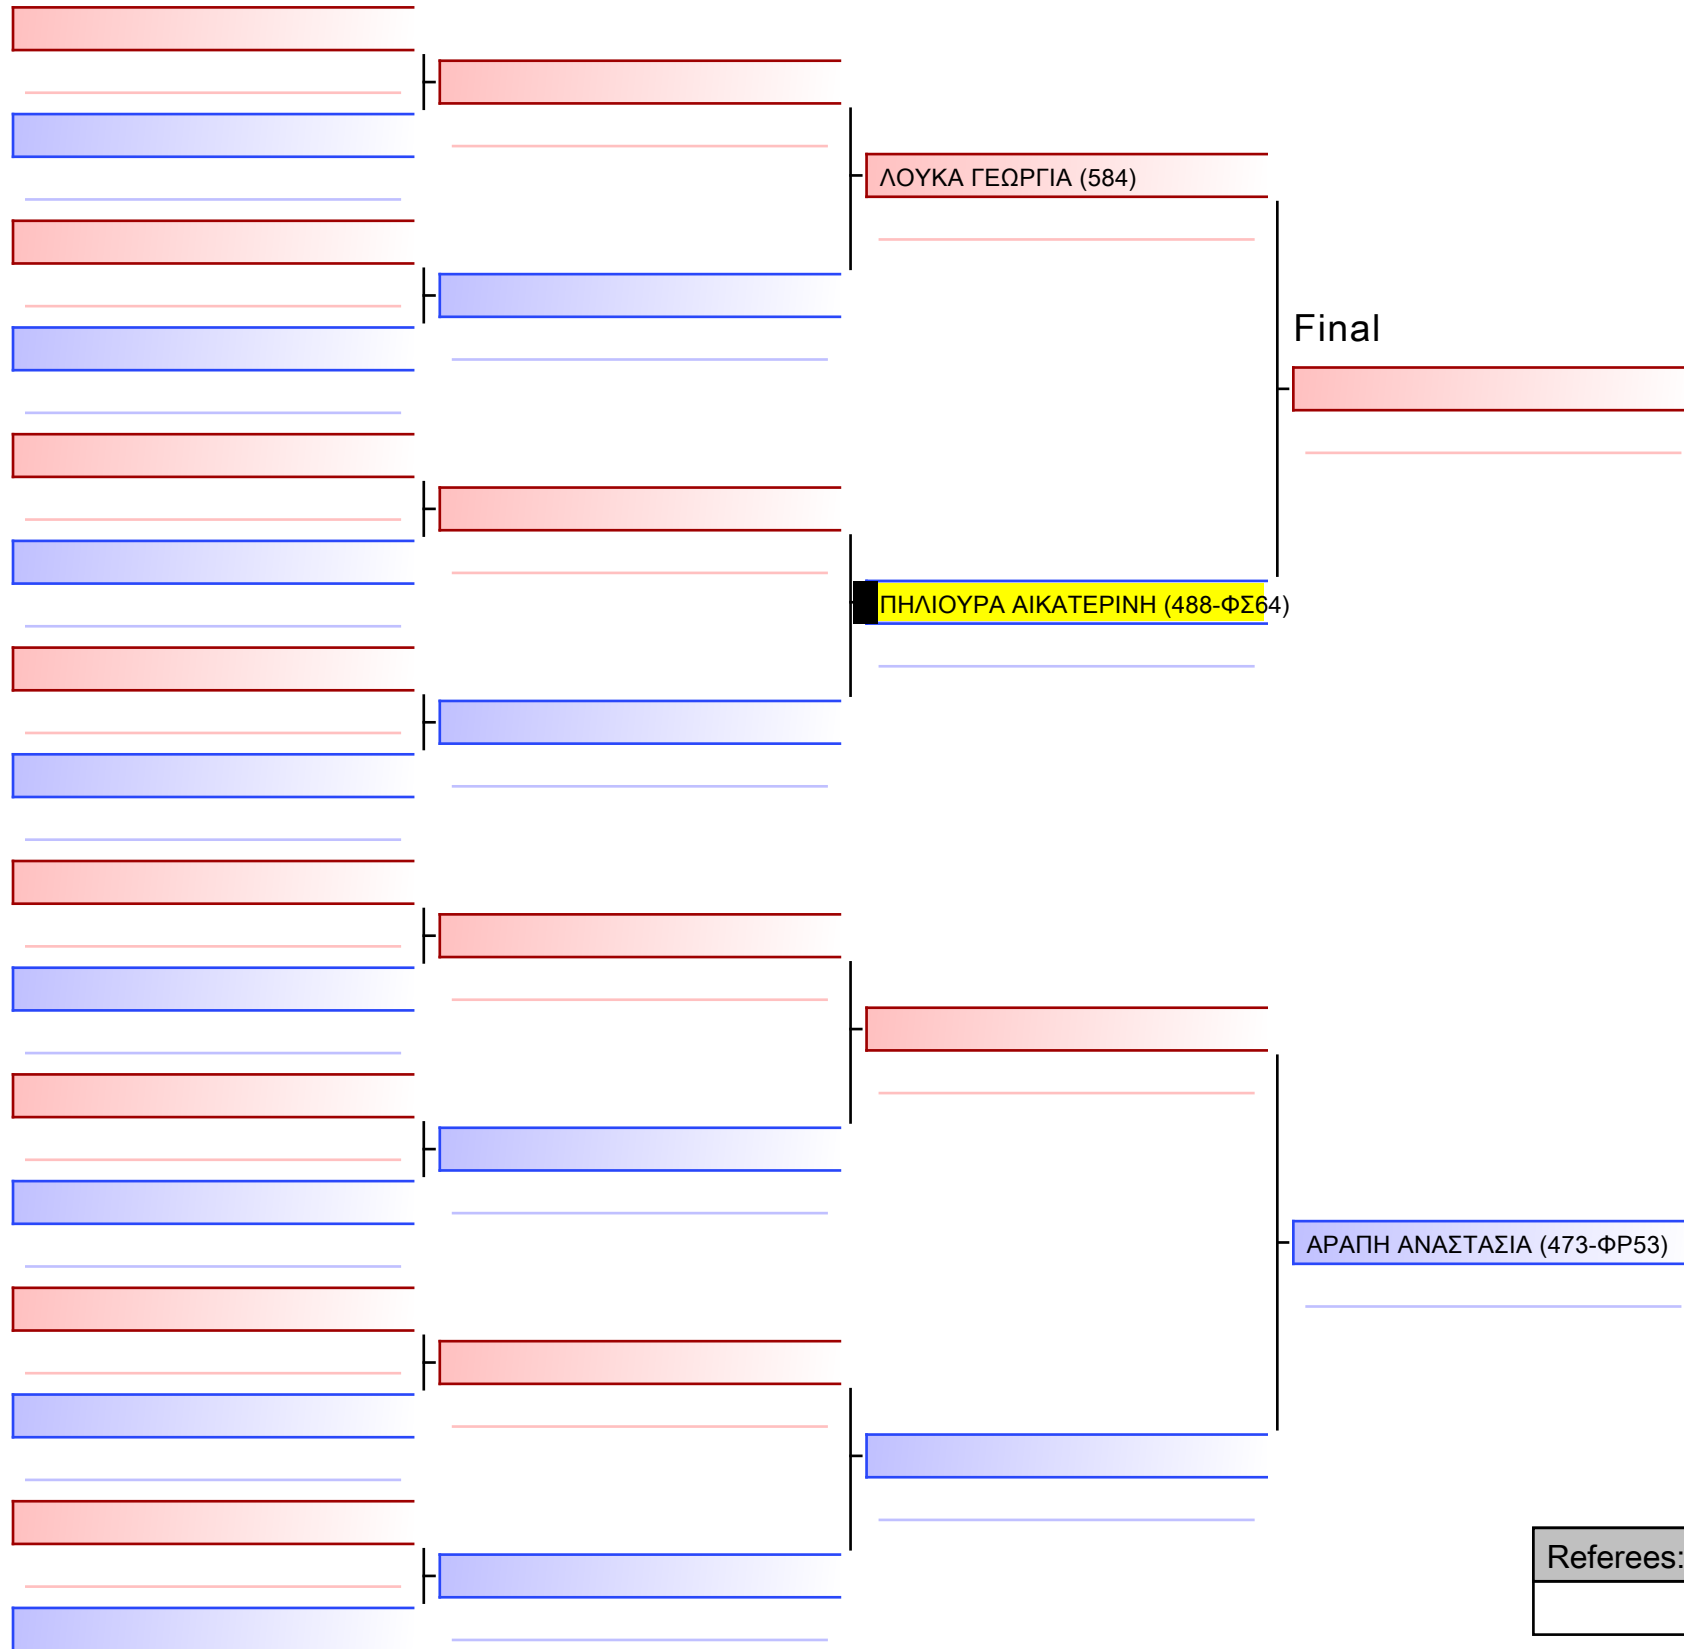 ΛΟΥΚΑ ΓΕΩΡΓΙΑ (584)
Final
ΠΗΛΙΟΥΡΑ ΑΙΚΑΤΕΡΙΝΗ (488-ΦΣ64)
ΑΡΑΠΗ ΑΝΑΣΤΑΣΙΑ (473-ΦΡ53)
Referees: